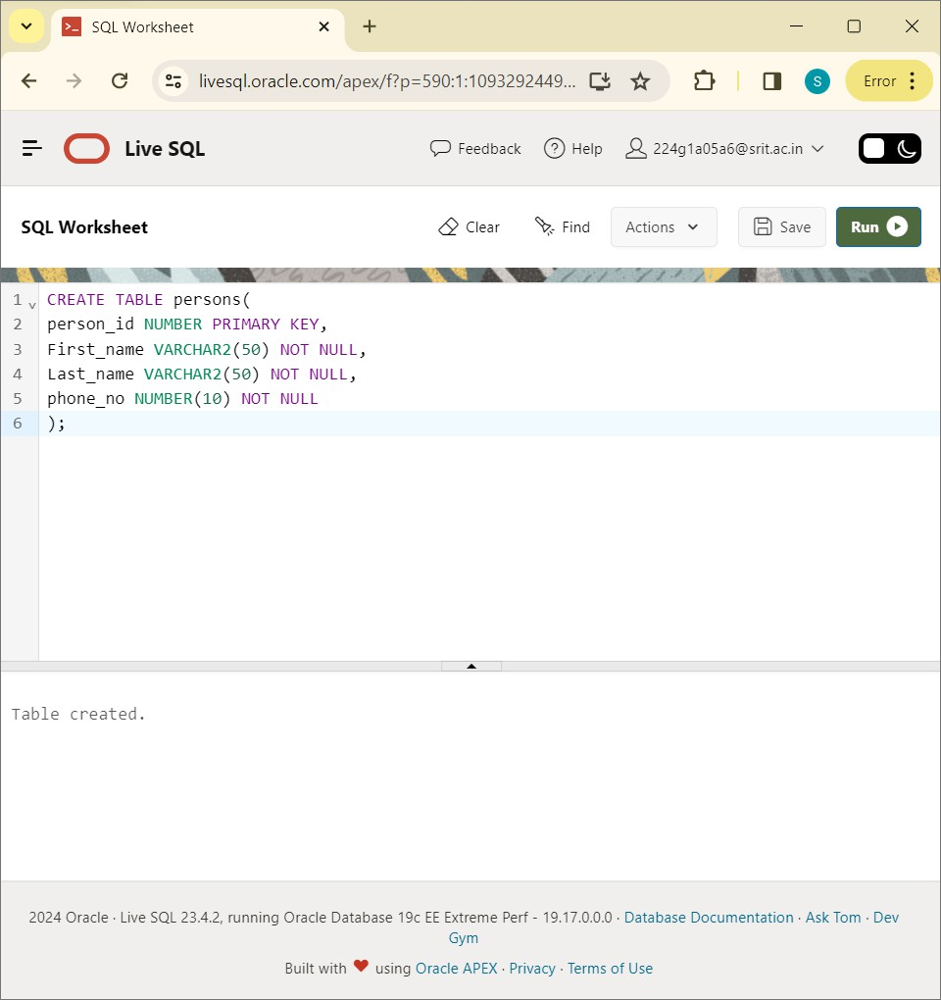 SQL Worksheet
livesql.oracle.com/apex/f?p=590:1:1093292449...
S
Error
Live SQL
Feedback
Help
224g1a05a6@srit.ac.in
SQL Worksheet
Clear
Find
Actions
Save
Run
1 CREATE TABLE persons(
2 person_id NUMBER PRIMARY KEY,
3 First_name VARCHAR2(50) NOT NULL,
4 Last_name VARCHAR2(50) NOT NULL,
5 phone_no NUMBER(10) NOT NULL
6 );
Table created.
2024 Oracle · Live SQL 23.4.2, running Oracle Database 19c EE Extreme Perf - 19.17.0.0.0 · Database Documentation · Ask Tom · Dev
Gym
Built with ❤ using Oracle APEX · Privacy · Terms of Use